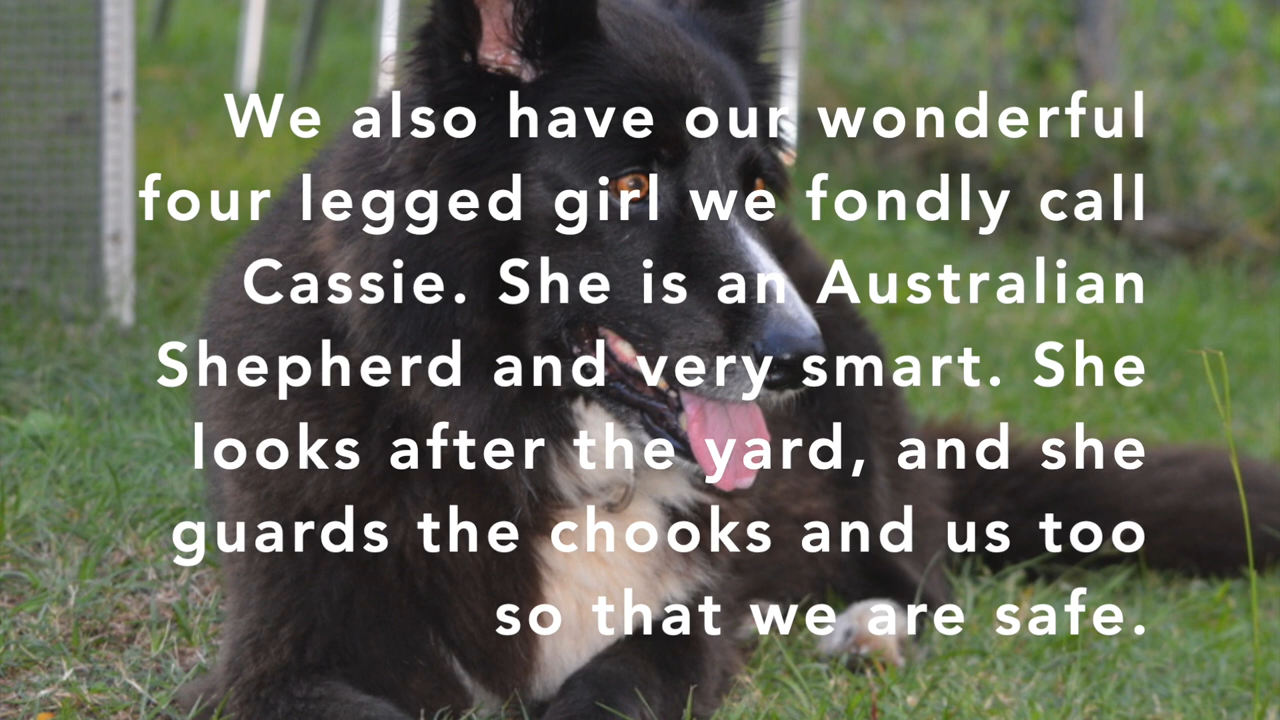 We also have our wonderful
four legged girl we fondly call
Cassie. She is an Australian
Shepherd and very smart. She
looks after the yard, and she
guards the chooks and us too
so that we are safe.